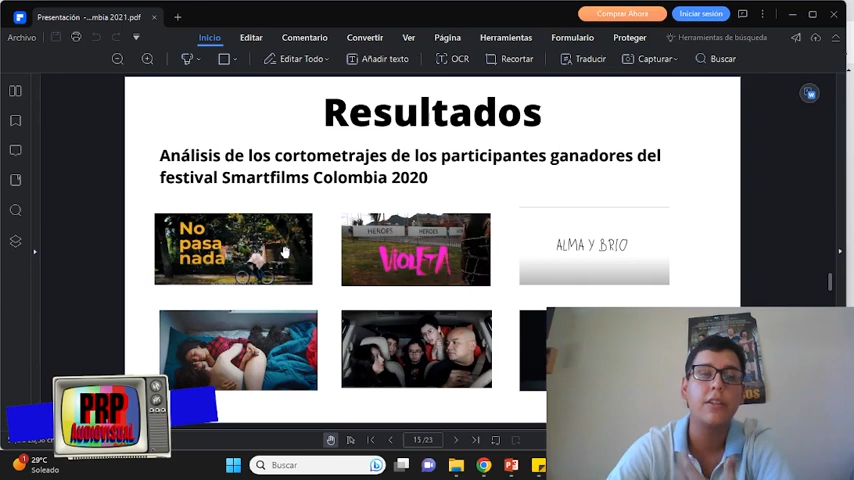 Presentación -...mbia 2021.pdf
Comprar Ahora
Iniciar sesión
Archivo
Inicio
Editar
Comentario
Convertir
Ver
Página
Herramientas
Formulario
Proteger
Herramientas de búsqueda
Editar Todo
Añadir texto
OCR
Recortar
Traducir
Capturar
Buscar
Resultados
Análisis de los cortometrajes de los participantes ganadores del
festival Smartfilms Colombia 2020
No
pasa
nada
HEROES
HEROES
VIOLETA
ALMA Y BRIO
PRP
AUDIOVISUAL
15/23
29°C
Soleado
Buscar